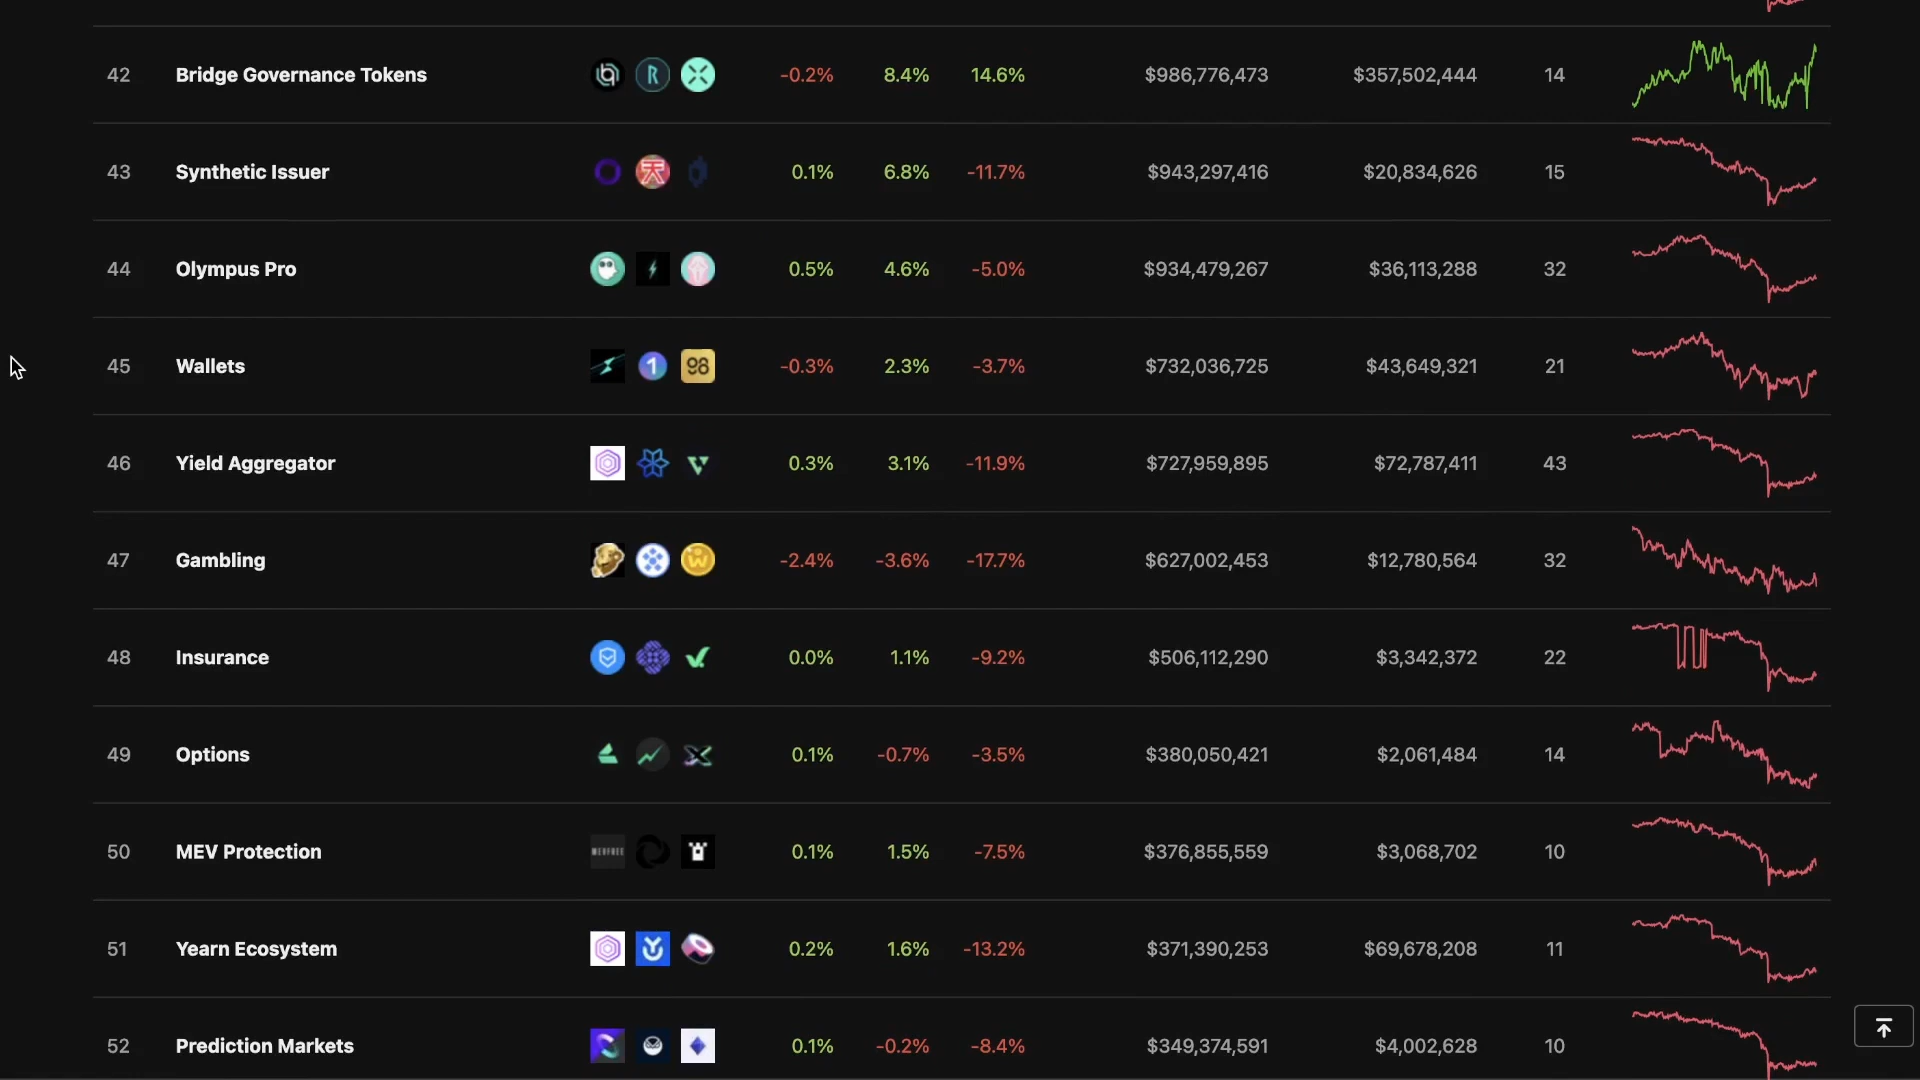 42 Bridge Governance Tokens -0.2% 8.4% 14.6% $986,776,473 $357,502,444 14
43 Synthetic Issuer 0.1% 6.8% -11.7% $943,297,416 $20,834,626 15
44 Olympus Pro 0.5% 4.6% -5.0% $934,479,267 $36,113,288 32
45 Wallets 1 98 -0.3% 2.3% -3.7% $732,036,725 $43,649,321 21
46 Yield Aggregator 0.3% 3.1% -11.9% $727,959,895 $72,787,411 43
47 Gambling -2.4% -3.6% -17.7% $627,002,453 $12,780,564 32
48 Insurance 0.0% 1.1% -9.2% $506,112,290 $3,342,372 22
49 Options 0.1% -0.7% -3.5% $380,050,421 $2,061,484 14
50 MEV Protection MEVFREE 0.1% 1.5% -7.5% $376,855,559 $3,068,702 10
51 Yearn Ecosystem 0.2% 1.6% -13.2% $371,390,253 $69,678,208 11
52 Prediction Markets 0.1% -0.2% -8.4% $349,374,591 $4,002,628 10